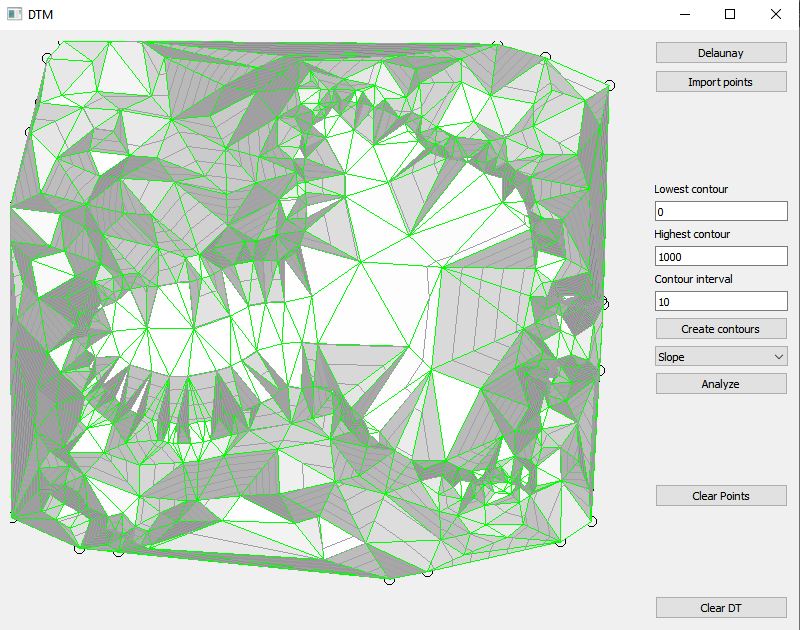 DTM
Delaunay
Import points
Lowest contour
0
Highest contour
1000
Contour interval
10
Create contours
Slope
Analyze
Clear Points
Clear DT